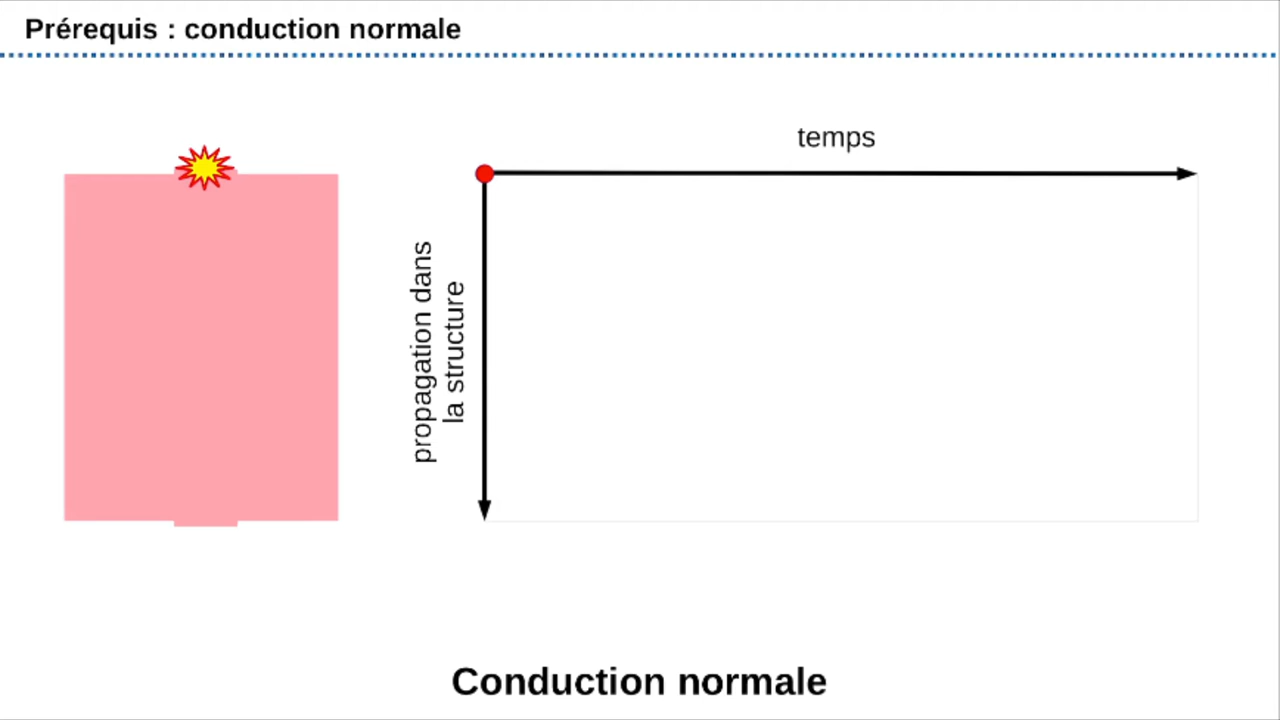 Prérequis : conduction normale
temps
propagation dans
la structure
Conduction normale